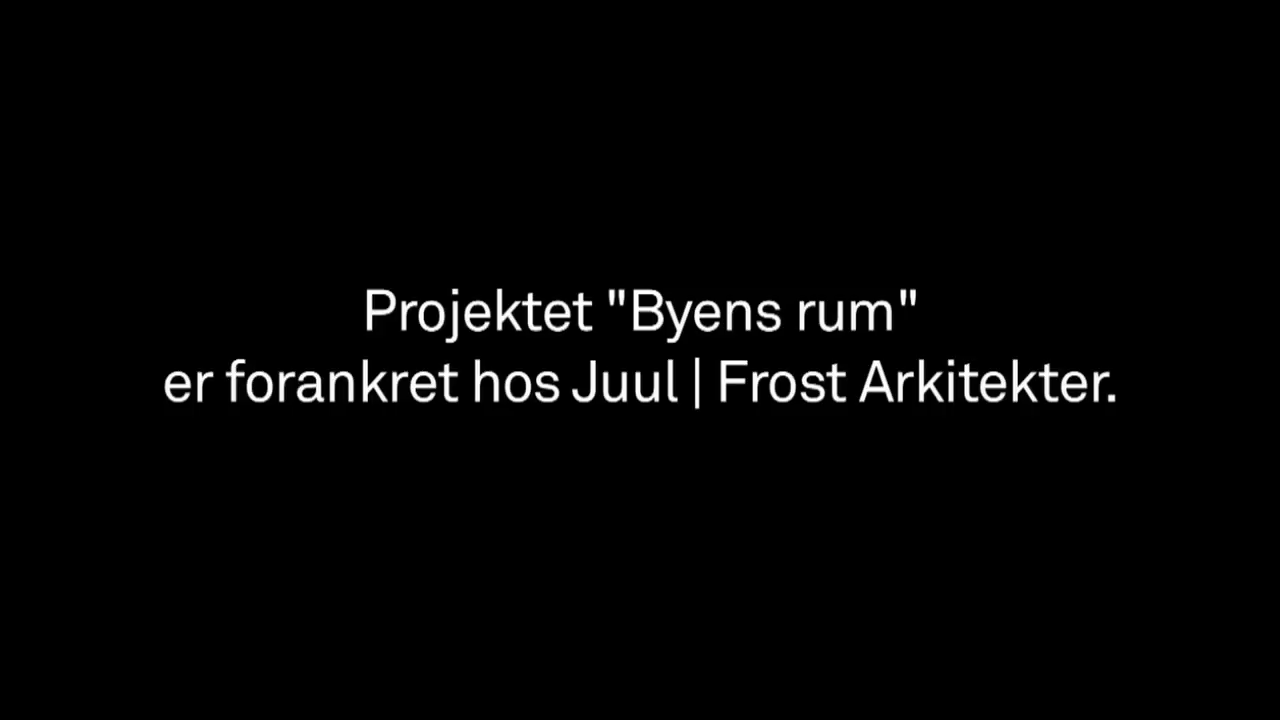 Projektet "Byens rum"
er forankret hos Juul | Frost Arkitekter.